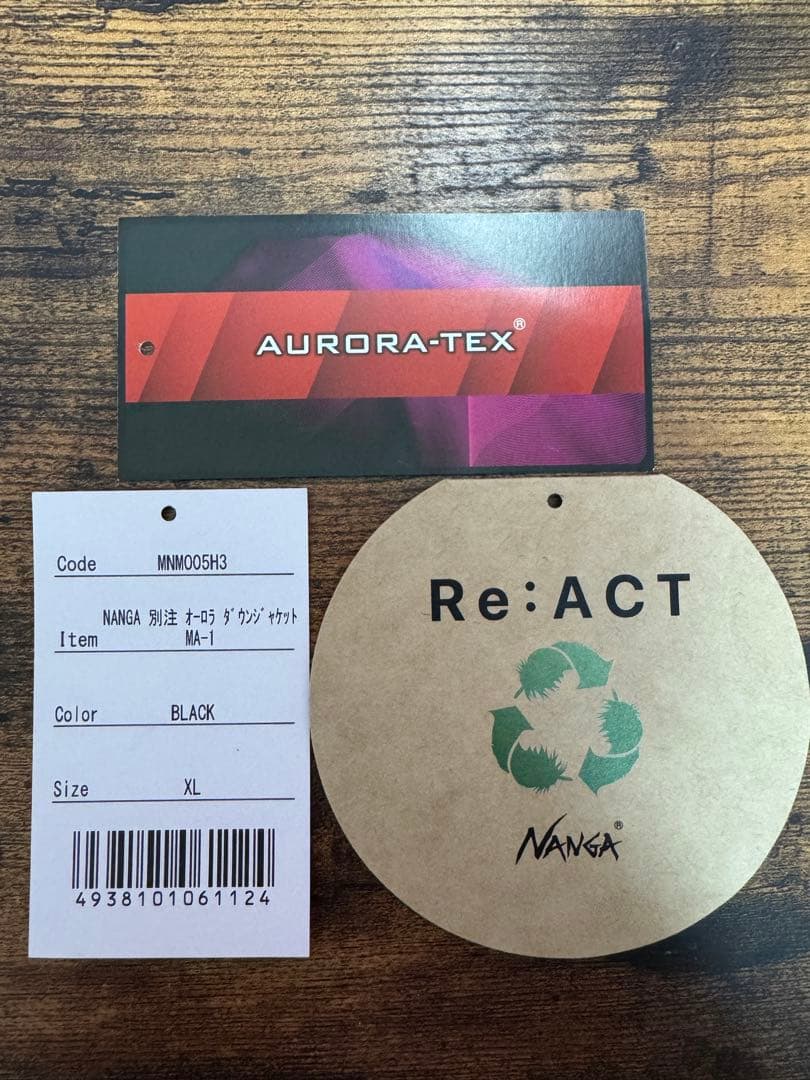 AURORA-TEX®
Code MNM005H3
NANGA 別注 ｵｰﾛﾗ ﾀﾞｳﾝｼﾞｬｹｯﾄ
Item MA-1
Color BLACK
Size XL
4938101061124
Re:ACT
NANGA®